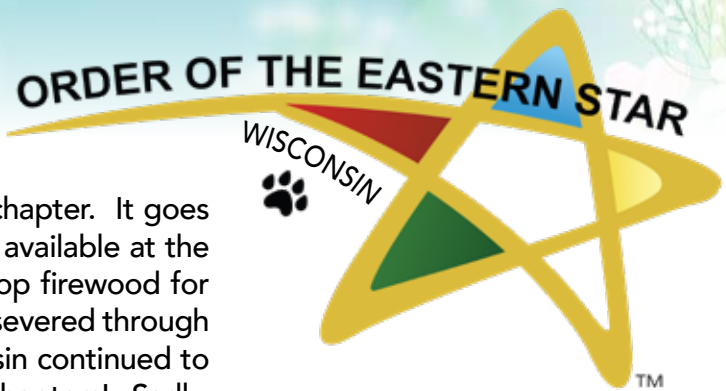 ORDER OF THE EASTERN STAR
WISCONSIN
chapter. It goes
available at the
op firewood for
severed through
sin continued to
TM